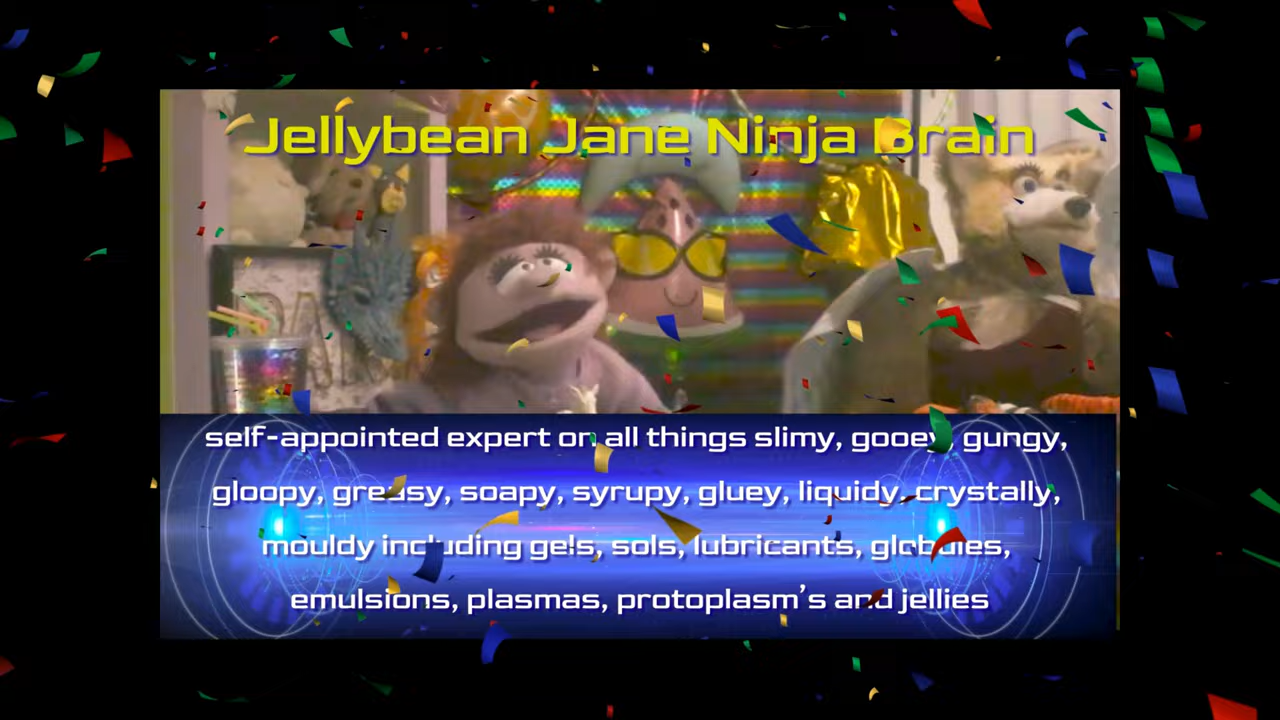 Jellybean Jane Ninja Brain
self-appointed expert on all things slimy, gooey, gungy,
gloopy, greasy, soapy, syrupy, gluey, liquidy, crystally,
mouldy including gels, sols, lubricants, globules,
emulsions, plasmas, protoplasm’s and jellies